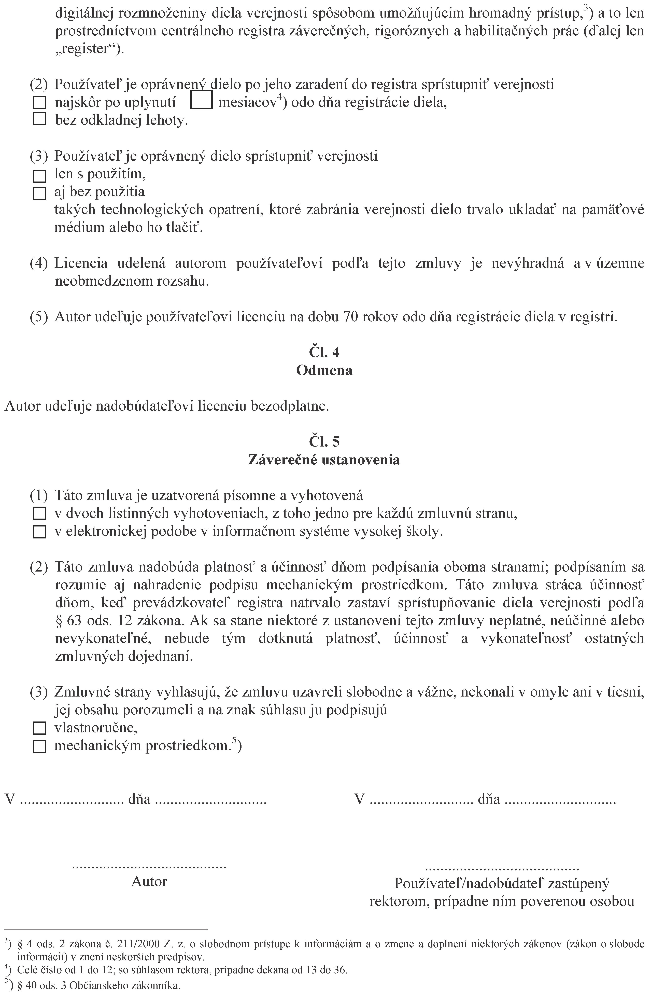 digitálnej rozmnoženiny diela verejnosti spôsobom umožňujúcim hromadný prístup,³) a to len
prostredníctvom centrálneho registra záverečných, rigoróznych a habilitačných prác (ďalej len
„register“).
(2) Používateľ je oprávnený dielo po jeho zaradení do registra sprístupniť verejnosti
☐ najskôr po uplynutí ☐ mesiacov⁴) odo dňa registrácie diela,
☐ bez odkladnej lehoty.
(3) Používateľ je oprávnený dielo sprístupniť verejnosti
☐ len s použitím,
☐ aj bez použitia
takých technologických opatrení, ktoré zabránia verejnosti dielo trvalo ukladať na pamäťové
médium alebo ho tlačiť.
(4) Licencia udelená autorom používateľovi podľa tejto zmluvy je nevýhradná a v územne
neobmedzenom rozsahu.
(5) Autor udeľuje používateľovi licenciu na dobu 70 rokov odo dňa registrácie diela v registri.
Čl. 4
Odmena
Autor udeľuje nadobúdateľovi licenciu bezodplatne.
Čl. 5
Záverečné ustanovenia
(1) Táto zmluva je uzatvorená písomne a vyhotovená
☐ v dvoch listinných vyhotoveniach, z toho jedno pre každú zmluvnú stranu,
☐ v elektronickej podobe v informačnom systéme vysokej školy.
(2) Táto zmluva nadobúda platnosť a účinnosť dňom podpísania oboma stranami; podpísaním sa
rozumie aj nahradenie podpisu mechanickým prostriedkom. Táto zmluva stráca účinnosť
dňom, keď prevádzkovateľ registra natrvalo zastaví sprístupňovanie diela verejnosti podľa
§ 63 ods. 12 zákona. Ak sa stane niektoré z ustanovení tejto zmluvy neplatné, neúčinné alebo
nevykonateľné, nebude tým dotknutá platnosť, účinnosť a vykonateľnosť ostatných
zmluvných dojednaní.
(3) Zmluvné strany vyhlasujú, že zmluvu uzavreli slobodne a vážne, nekonali v omyle ani v tiesni,
jej obsahu porozumeli a na znak súhlasu ju podpisujú
☐ vlastnoručne,
☐ mechanickým prostriedkom.⁵)
V ........................... dňa ............................. V ........................... dňa .............................
........................................ ........................................
Autor
Používateľ/nadobúdateľ zastúpený
rektorom, prípadne ním poverenou osobou
³) § 4 ods. 2 zákona č. 211/2000 Z. z. o slobodnom prístupe k informáciám a o zmene a doplnení niektorých zákonov (zákon o slobode
informácií) v znení neskorších predpisov.
⁴) Celé číslo od 1 do 12; so súhlasom rektora, prípadne dekana od 13 do 36.
⁵) § 40 ods. 3 Občianskeho zákonníka.